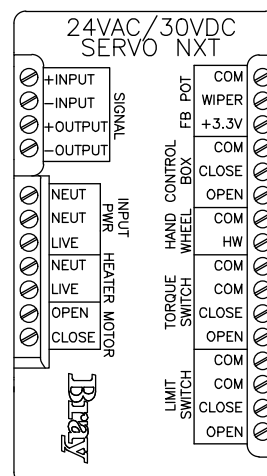 24VAC/30VDC
SERVO NXT
+INPUT
-INPUT
+OUTPUT
-OUTPUT
SIGNAL
NEUT
NEUT
LIVE
INPUT
PWR
NEUT
LIVE
HEATER
OPEN
CLOSE
MOTOR
Bray
FB POT
COM
WIPER
+3.3V
CONTROL
BOX
COM
CLOSE
OPEN
HAND
WHEEL
COM
HW
TORQUE
SWITCH
COM
COM
CLOSE
OPEN
LIMIT
SWITCH
COM
COM
CLOSE
OPEN